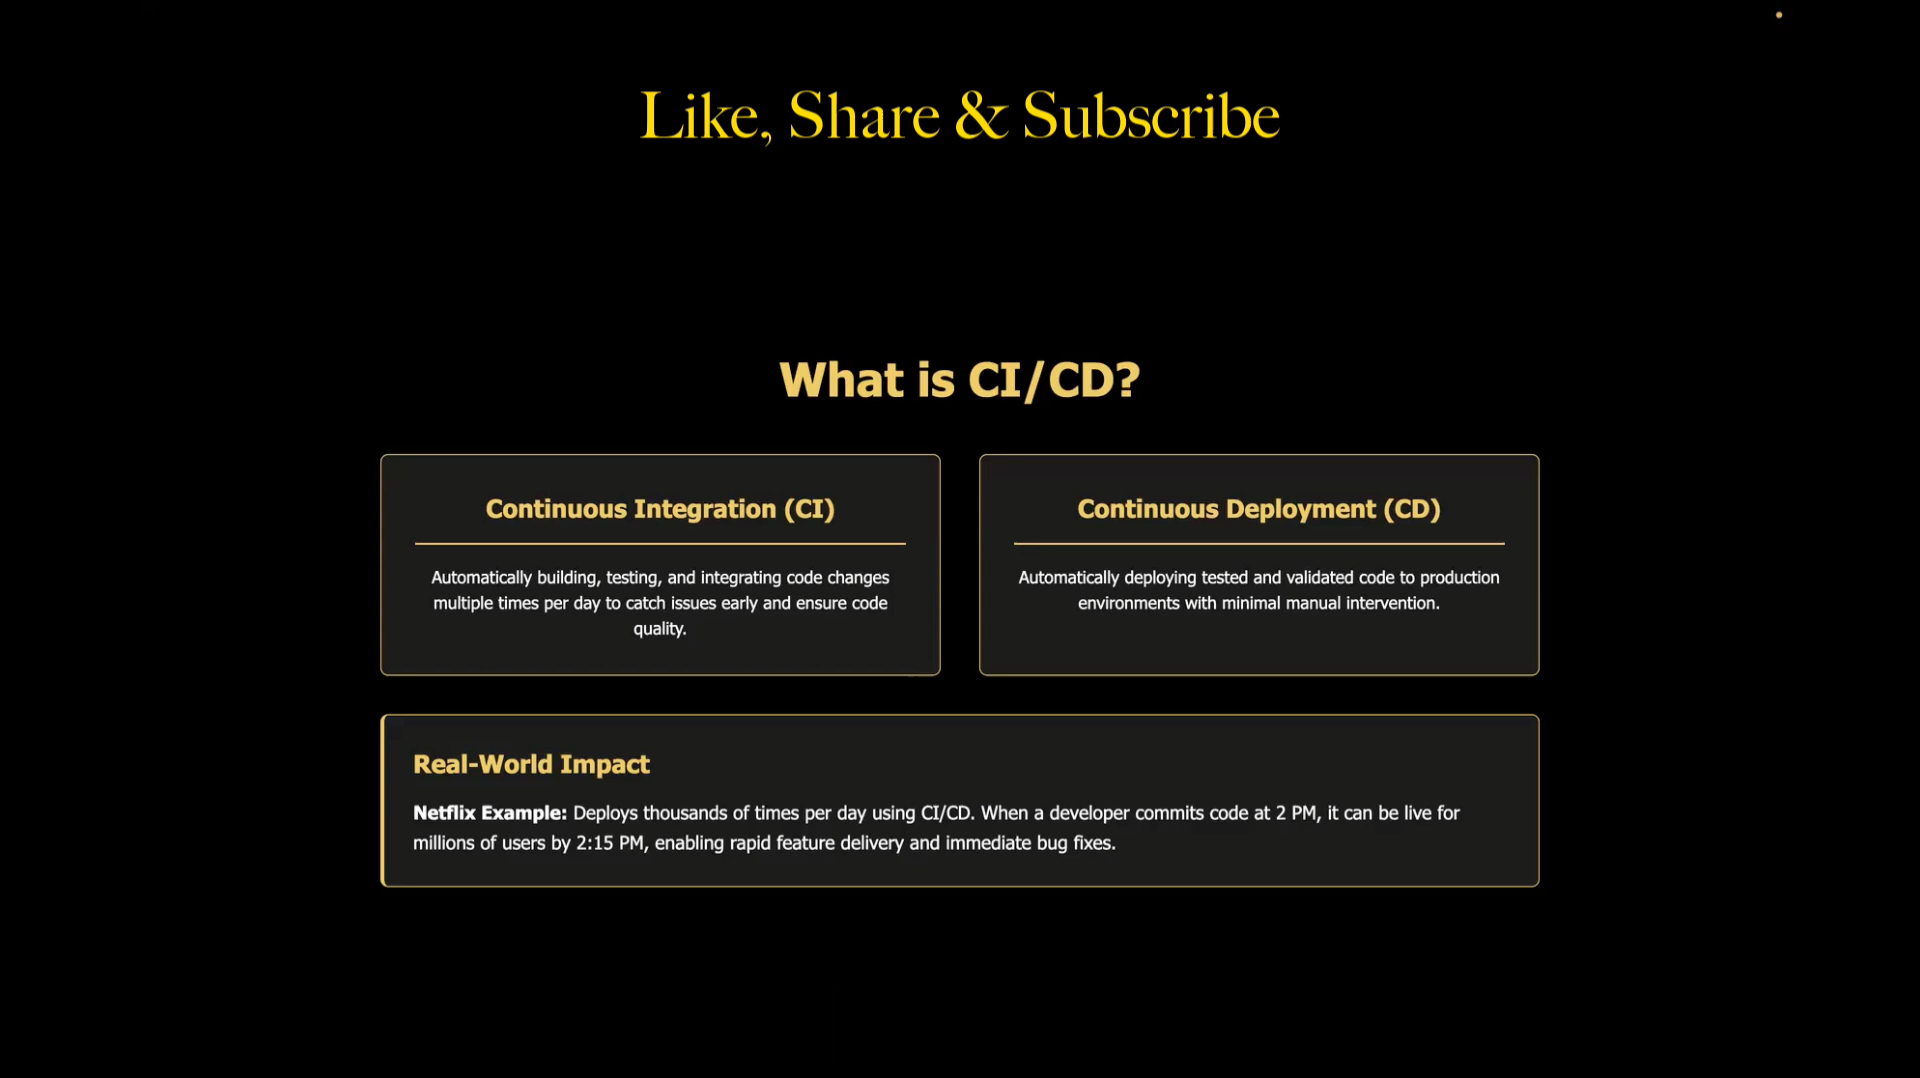 Like, Share & Subscribe
What is CI/CD?
Continuous Integration (CI)
Automatically building, testing, and integrating code changes
multiple times per day to catch issues early and ensure code
quality.
Continuous Deployment (CD)
Automatically deploying tested and validated code to production
environments with minimal manual intervention.
Real-World Impact
Netflix Example: Deploys thousands of times per day using CI/CD. When a developer commits code at 2 PM, it can be live for
millions of users by 2:15 PM, enabling rapid feature delivery and immediate bug fixes.